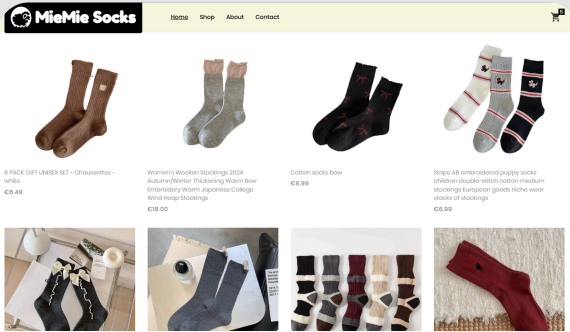 MieMie Socks
Home Shop About Contact
6 PACK GIFT UNISEX SET - Chaussettes -
white
€6.49
Women's Woollen Stockings 2024
Autumn/Winter Thickening Warm Bow
Embroidery Warm Japanese College
Wind Hoop Stockings
€18.00
Cotton socks bow
€6.99
Stripe AB embroidered puppy socks
children double-stitch cotton medium
stockings European goods niche wear
stacks of stockings
€6.99